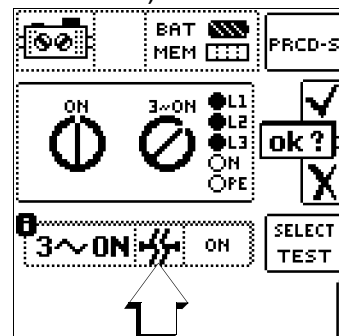 BAT
MEM
PRCD-S
ON
3~ON
L1
L2
L3
N
PE
ok ?
3~ON
ON
SELECT
TEST